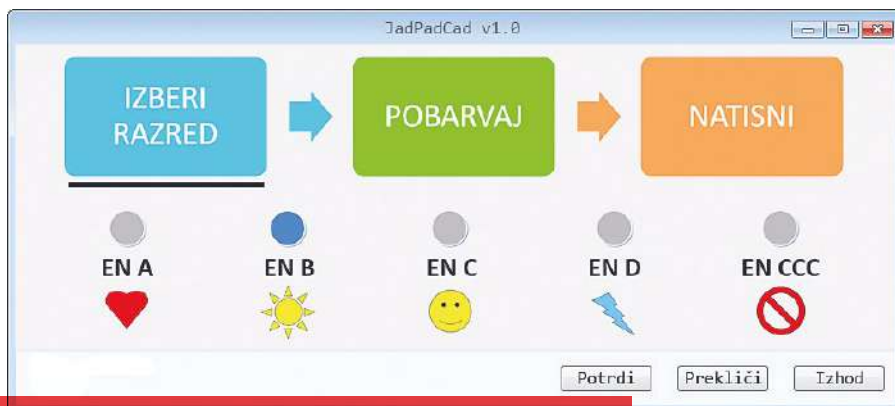 JadPadCad v1.0
IZBERI
RAZRED
POBARVAJ
NATISNI
EN A
EN B
EN C
EN D
EN CCC
Potrdi
Prekliči
Izhod